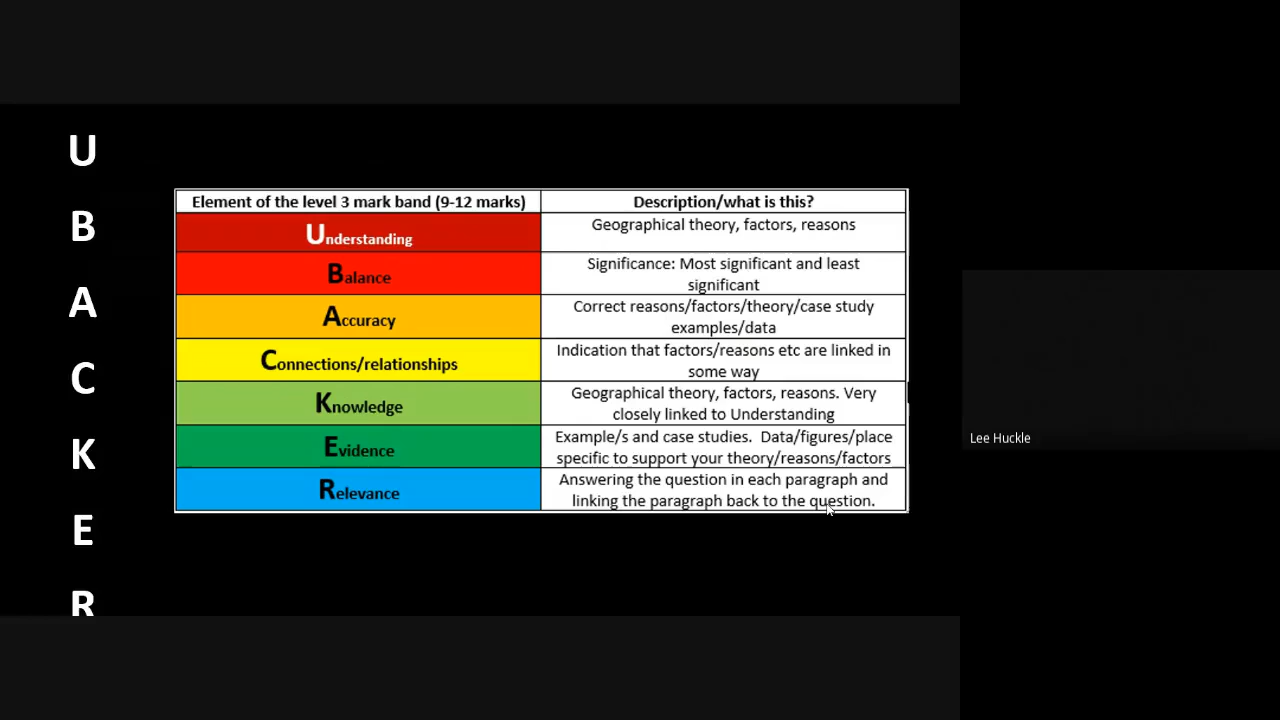 U
B
A
C
K
E
R
Element of the level 3 mark band (9-12 marks)
Description/what is this?
Understanding
Geographical theory, factors, reasons
Balance
Significance: Most significant and least
significant
Accuracy
Correct reasons/factors/theory/case study
examples/data
Connections/relationships
Indication that factors/reasons etc are linked in
some way
Knowledge
Geographical theory, factors, reasons. Very
closely linked to Understanding
Evidence
Example/s and case studies. Data/figures/place
specific to support your theory/reasons/factors
Relevance
Answering the question in each paragraph and
linking the paragraph back to the question.
Lee Huckle